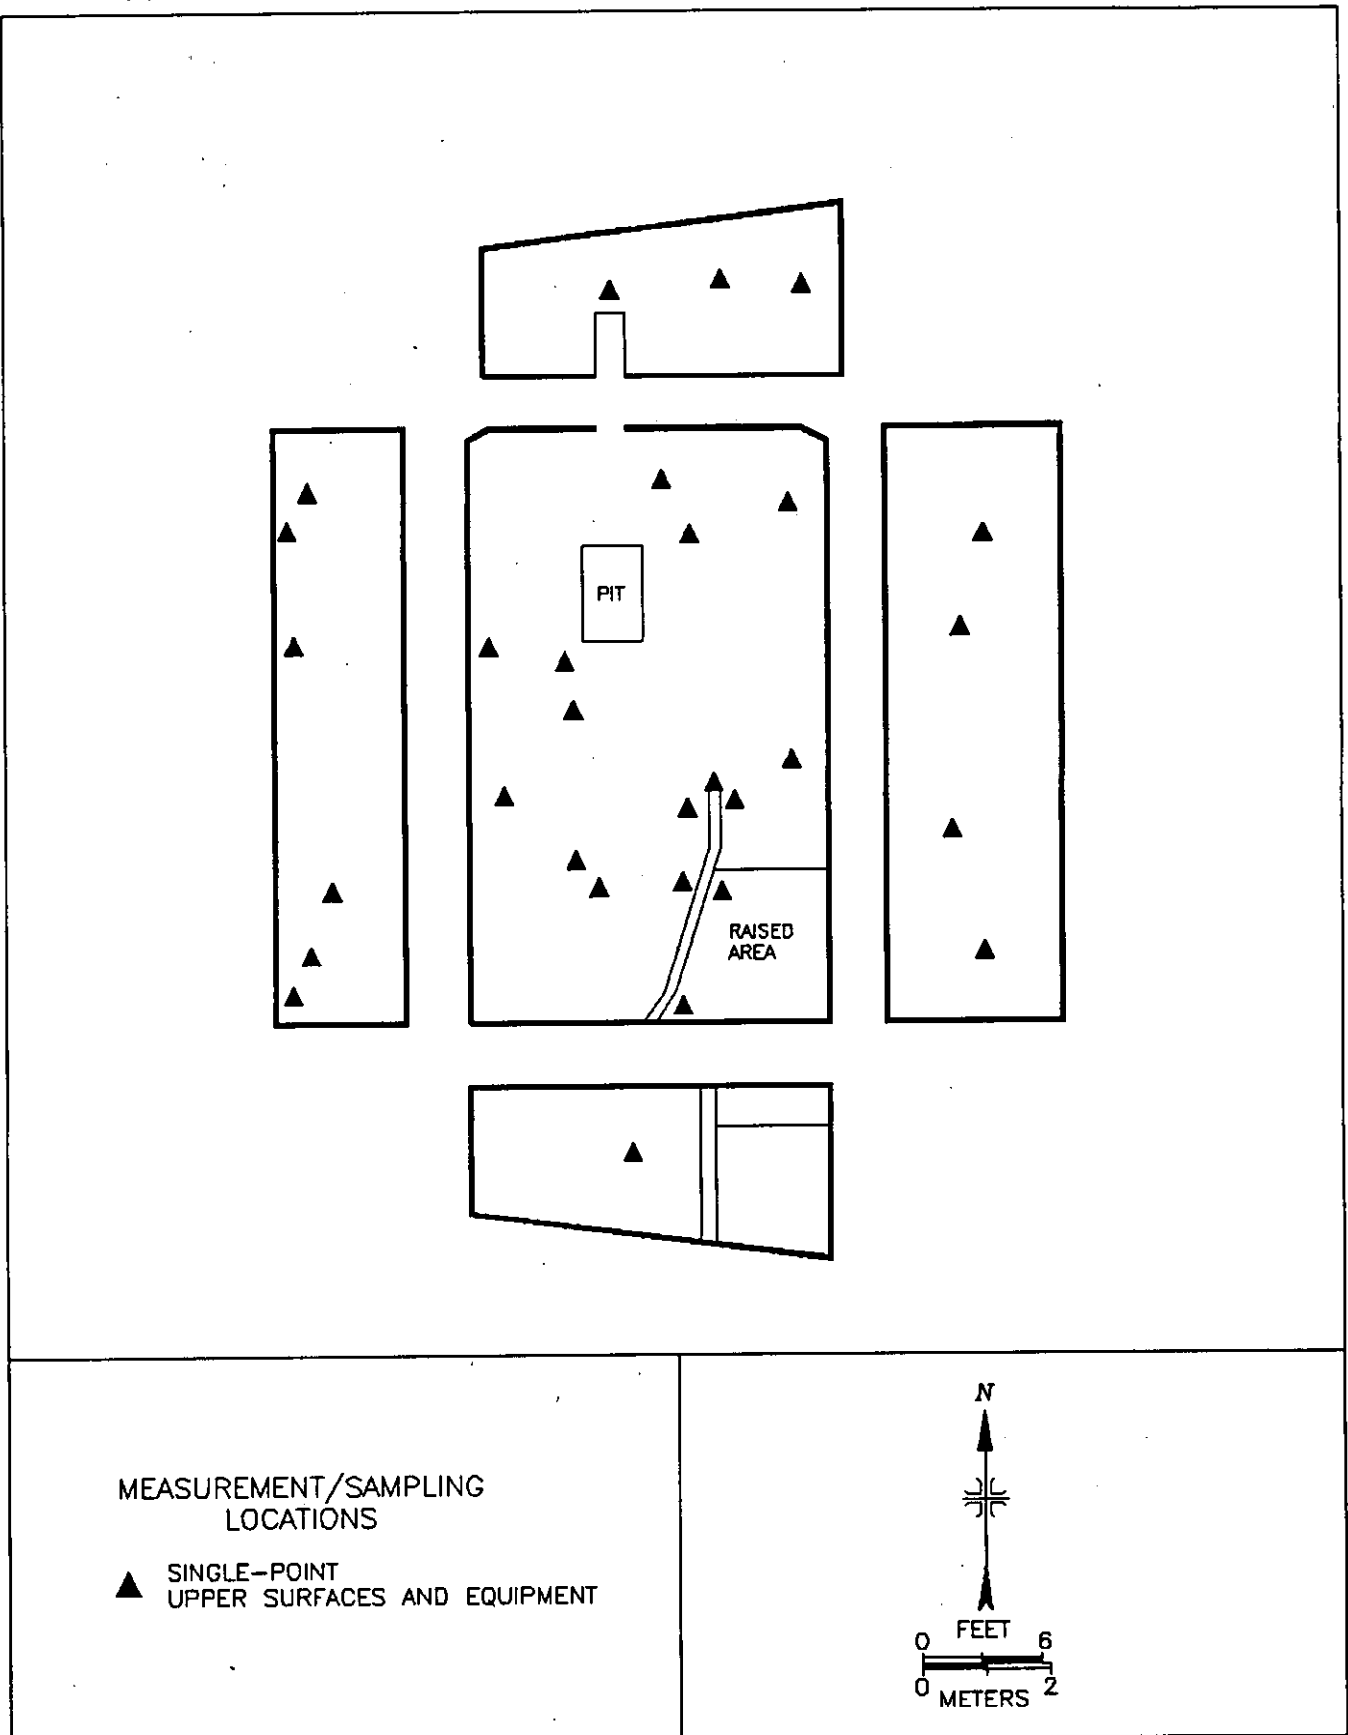 PIT
RAISED
AREA
MEASUREMENT/SAMPLING
LOCATIONS
SINGLE-POINT
UPPER SURFACES AND EQUIPMENT
N
FEET
0 6
0 2
METERS